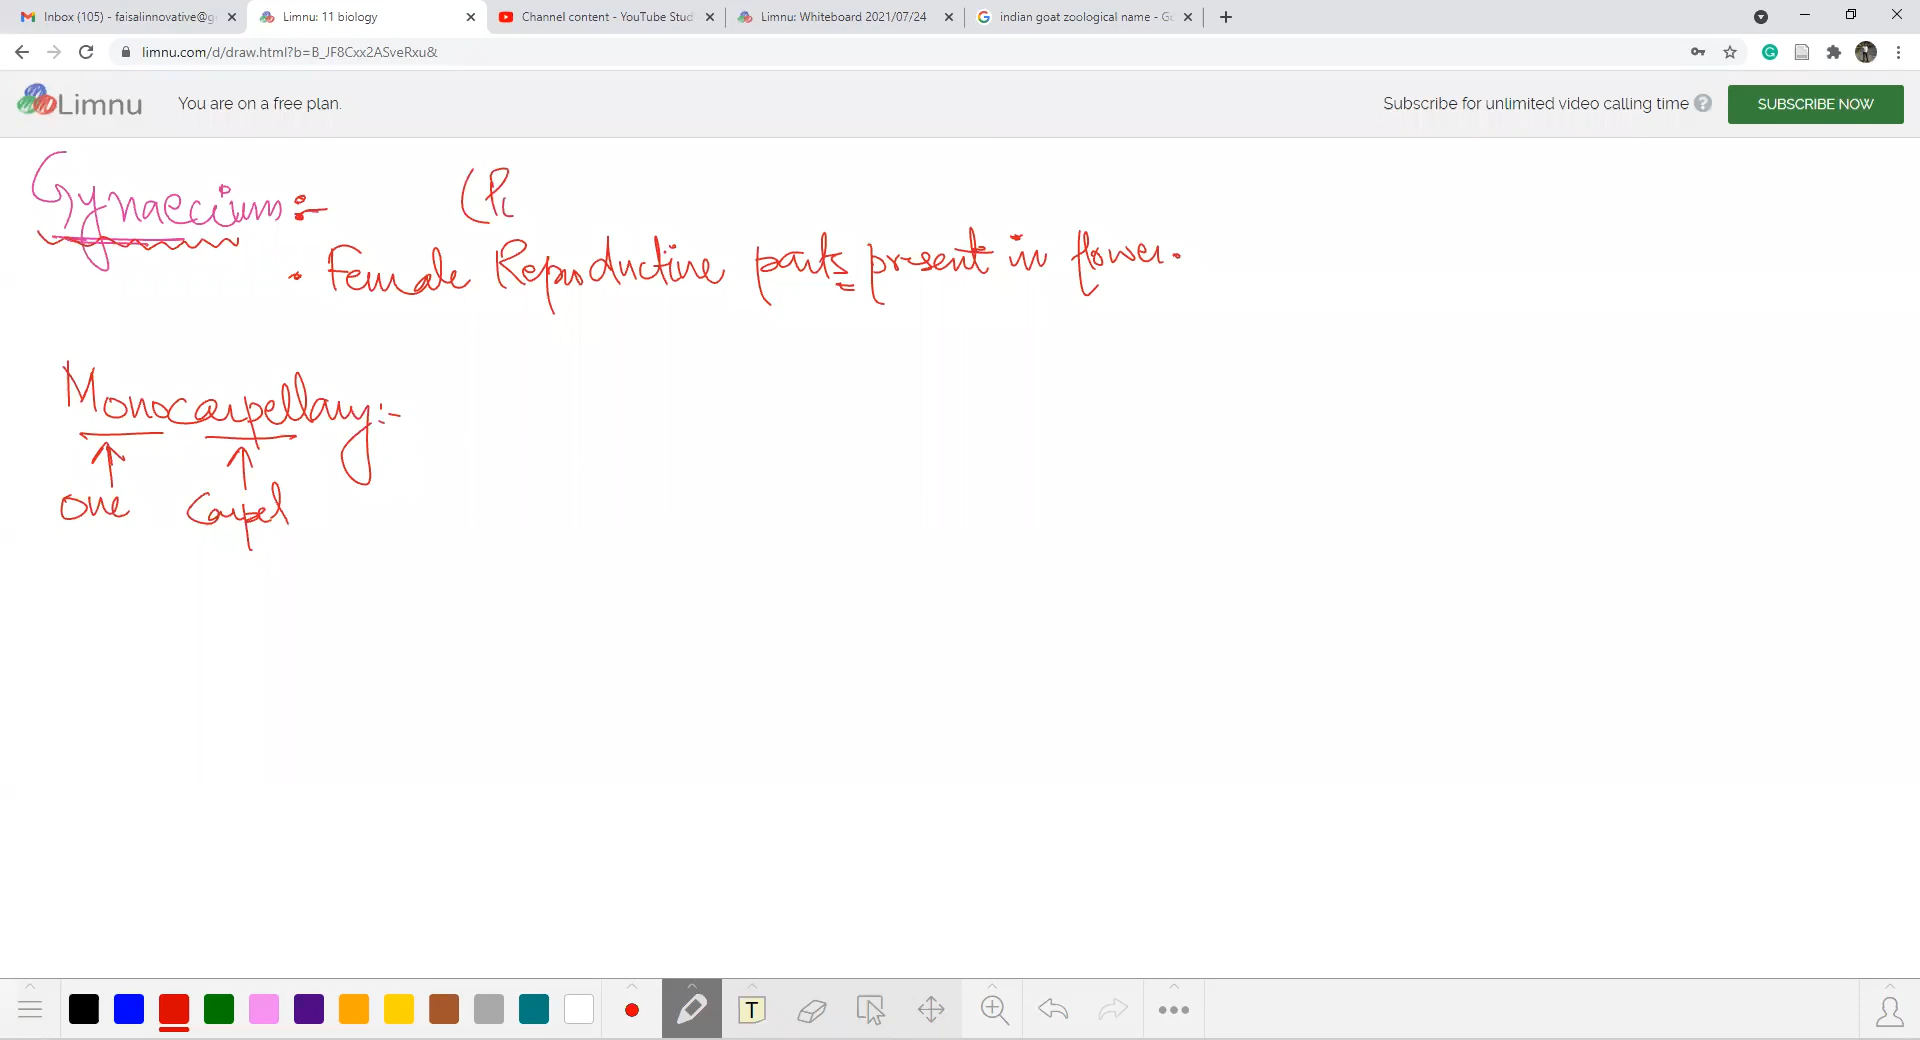 Inbox (105) - faisalinnovative@g
Limnu: 11 biology
Channel content - YouTube Stud
Limnu: Whiteboard 2021/07/24
indian goat zoological name - Go
limnu.com/d/draw.html?b=B_JF8Cxx2ASveRxu&
Limnu
You are on a free plan.
Subscribe for unlimited video calling time ?
SUBSCRIBE NOW
Gynaecium :-
• Female Reproductive parts present in flower.
Monocarpellary :-
one Carpel
T